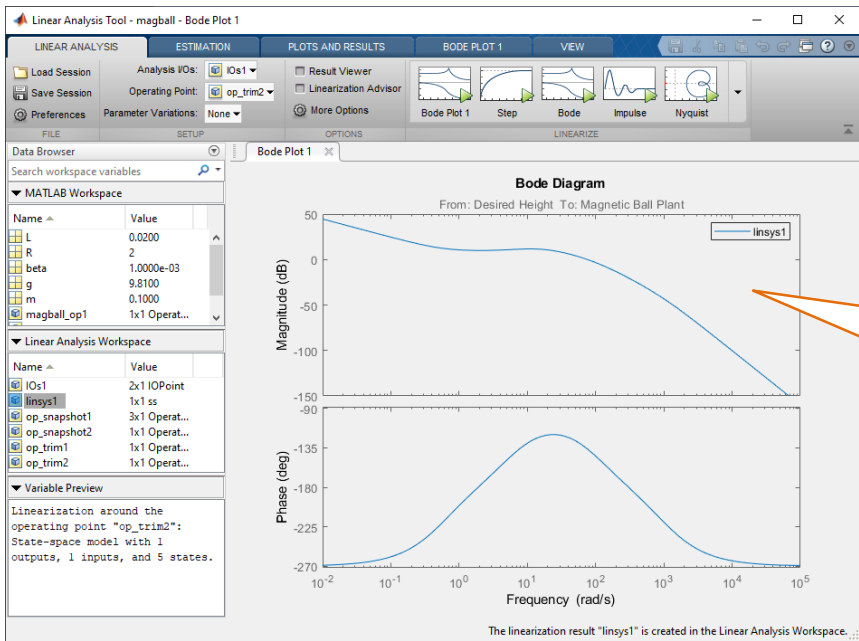 Linear Analysis Tool - magball - Bode Plot 1
LINEAR ANALYSIS
ESTIMATION
PLOTS AND RESULTS
BODE PLOT 1
VIEW
Load Session
Save Session
Preferences
FILE
Analysis I/Os: IOs1
Operating Point: op_trim2
Parameter Variations: None
SETUP
Result Viewer
Linearization Advisor
More Options
OPTIONS
Bode Plot 1
Step
Bode
Impulse
Nyquist
LINEARIZE
Data Browser
Search workspace variables
MATLAB Workspace
Name Value
L 0.0200
R 2
beta 1.0000e-03
g 9.8100
m 0.1000
magball_op1 1x1 Operat...
Linear Analysis Workspace
Name Value
IOs1 2x1 IOPoint
linsys1 1x1 ss
op_snapshot1 3x1 Operat...
op_snapshot2 1x1 Operat...
op_trim1 1x1 Operat...
op_trim2 1x1 Operat...
Variable Preview
Linearization around the
operating point "op_trim2":
State-space model with 1
outputs, 1 inputs, and 5 states.
Bode Plot 1
Bode Diagram
From: Desired Height To: Magnetic Ball Plant
linsys1
Magnitude (dB)
50
0
-50
-100
-150
Phase (deg)
-90
-135
-180
-225
-270
10^-2 10^-1 10^0 10^1 10^2 10^3 10^4 10^5
Frequency (rad/s)
The linearization result "linsys1" is created in the Linear Analysis Workspace.